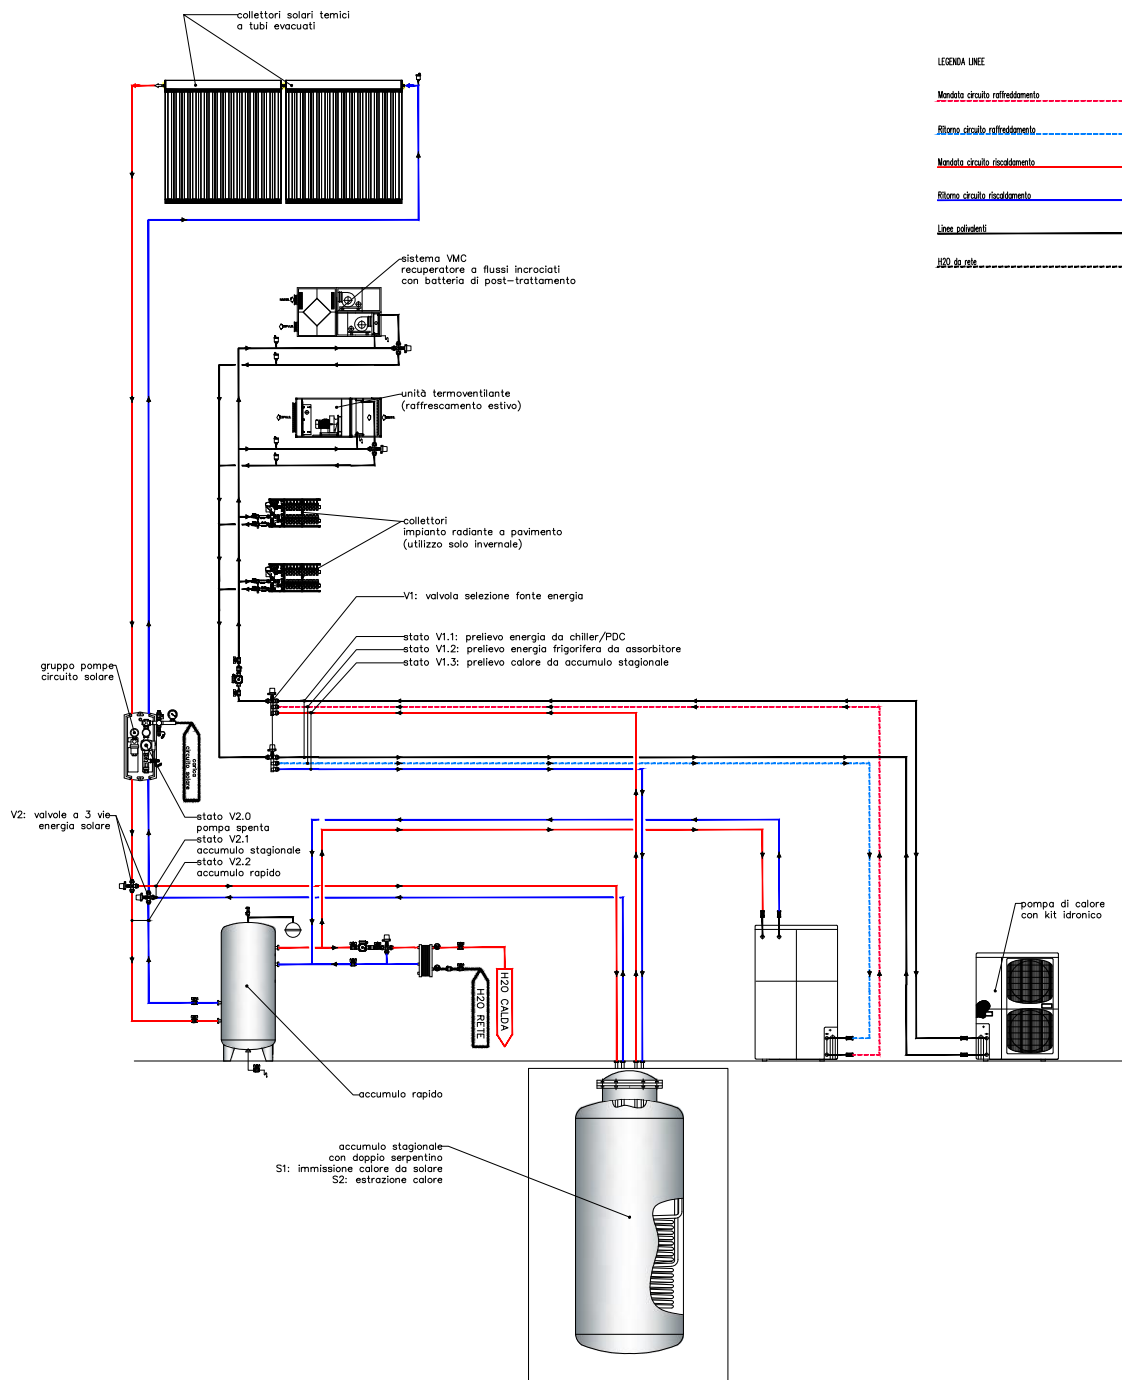 collettori solari temici
a tubi evacuati
LEGENDA LINEE
Mandata circuito raffreddamento
Ritorno circuito raffreddamento
Mandata circuito riscaldamento
Ritorno circuito riscaldamento
Linee polivalenti
H2O da rete
sistema VMC
recuperatore a flussi incrociati
con batteria di post-trattamento
unità termoventilante
(raffrescamento estivo)
collettori
impianto radiante a pavimento
(utilizzo solo invernale)
V1: valvola selezione fonte energia
stato V1.1: prelievo energia da chiller/PDC
stato V1.2: prelievo energia frigorifera da assorbitore
stato V1.3: prelievo calore da accumulo stagionale
gruppo pompe
circuito solare
carica
circuito solare
V2: valvole a 3 vie
energia solare
stato V2.0
pompa spenta
stato V2.1
accumulo stagionale
stato V2.2
accumulo rapido
pompa di calore
con kit idronico
H2O RETE
H2O CALDA
accumulo rapido
accumulo stagionale
con doppio serpentino
S1: immissione calore da solare
S2: estrazione calore